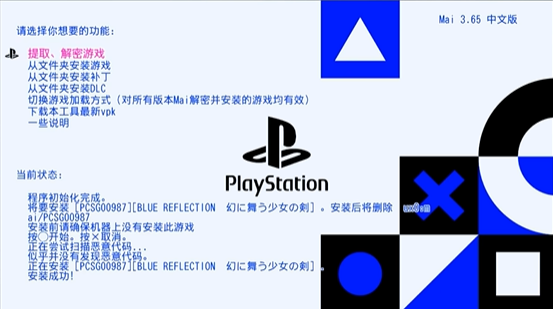 Mai 3.65 中文版
请选择你想要的功能:
提取、解密游戏
从文件夹安装游戏
从文件夹安装补丁
从文件夹安装DLC
切换游戏加载方式（对所有版本Mai解密并安装的游戏均有效）
下载本工具最新vpk
一些说明
PlayStation
当前状态:
程序初始化完成。
将要安装 [PCSG00987][BLUE REFLECTION 幻に舞う少女の剣] 。安装后将删除 ux0:m
ai/PCSG00987
安装前请确保机器上没有安装此游戏
按○开始。按×取消。
正在尝试扫描恶意代码...
似乎并没有发现恶意代码。
正在安装 [PCSG00987][BLUE REFLECTION 幻に舞う少女の剣] 。
安装成功!